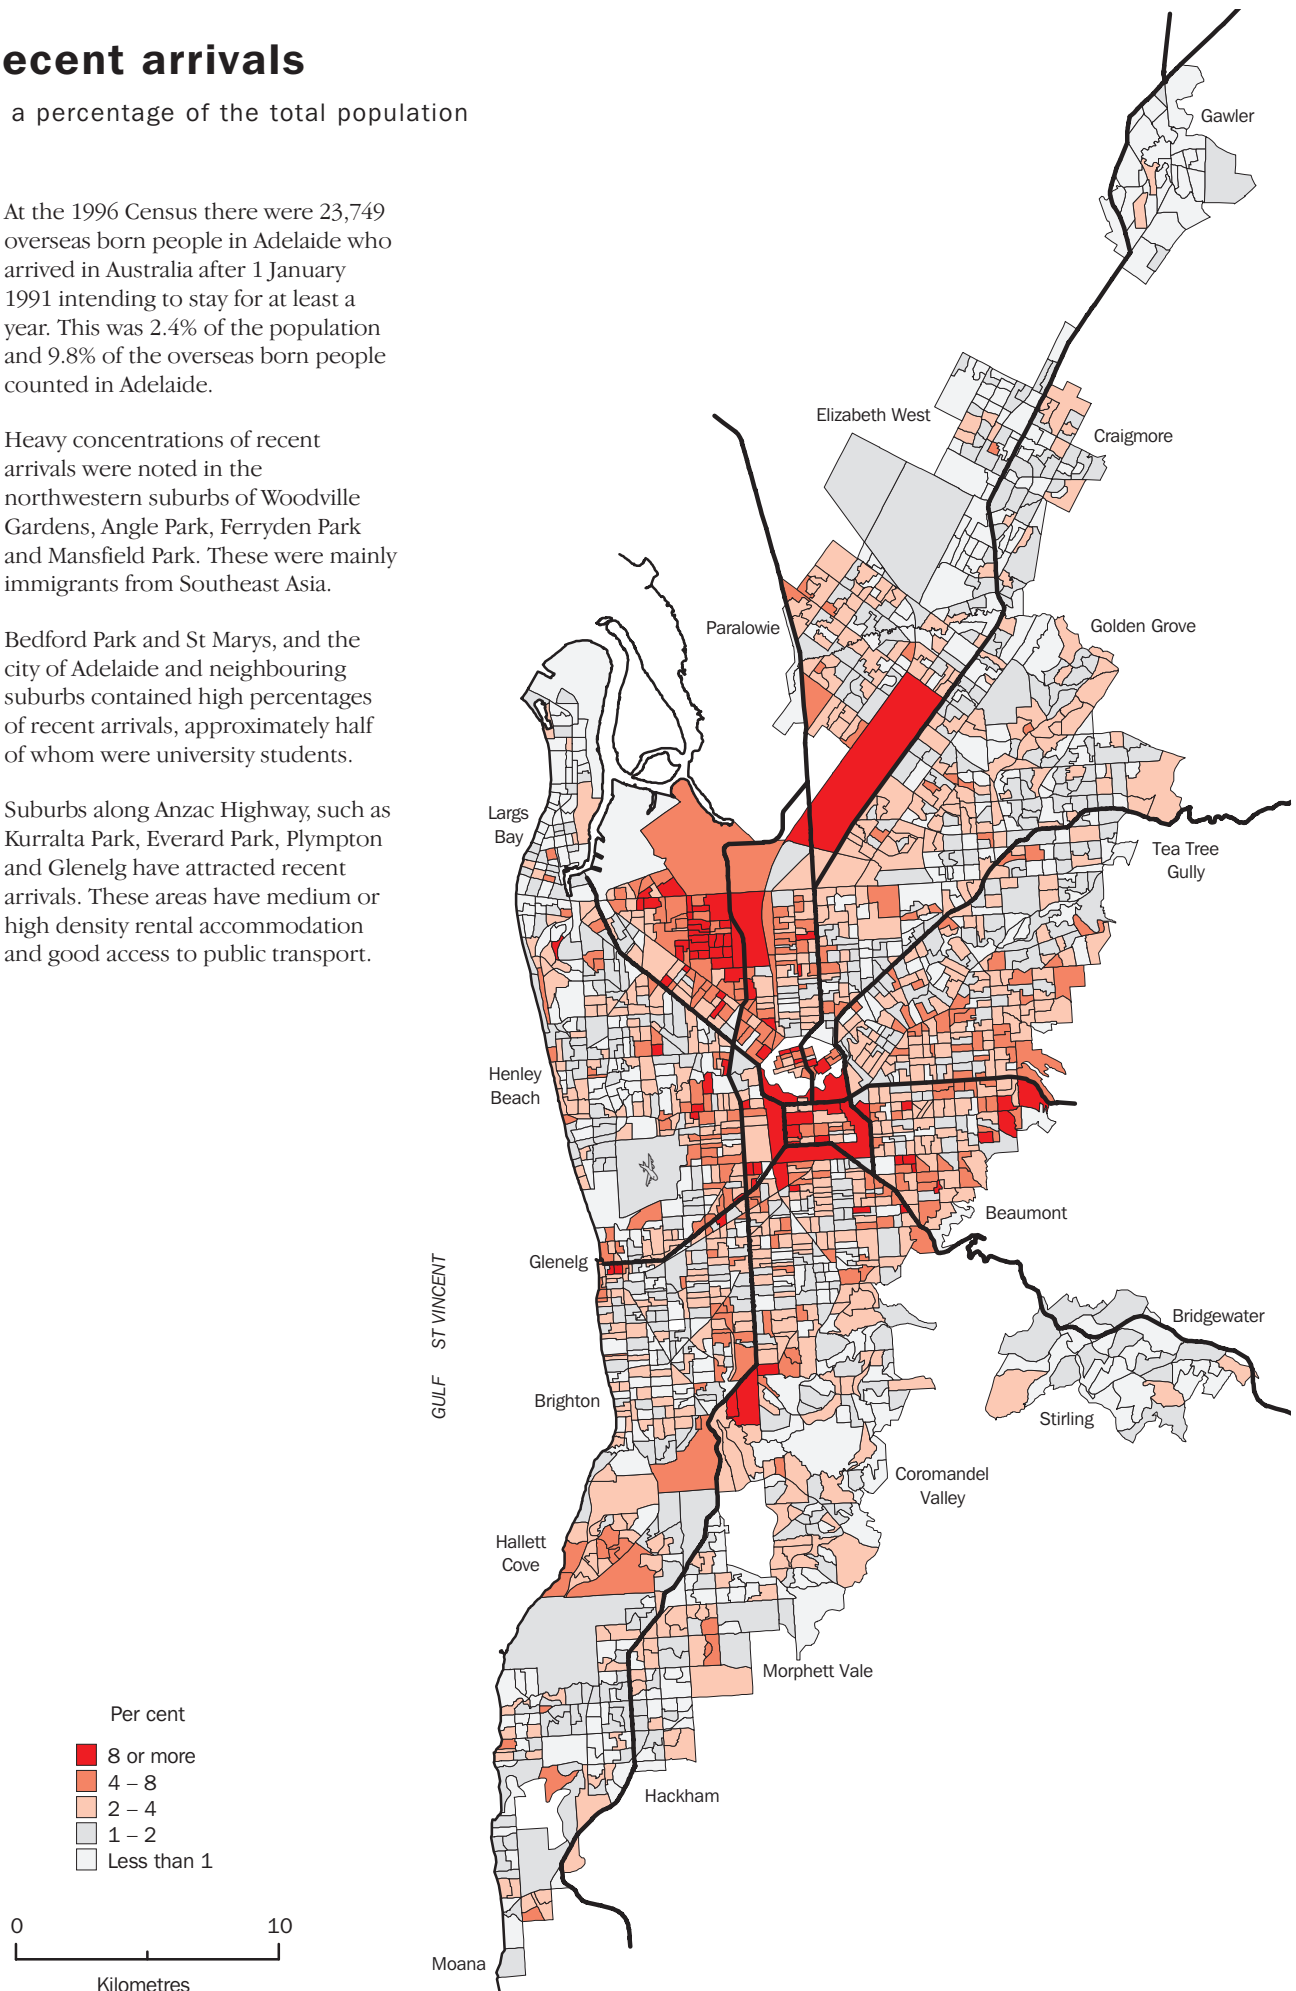 ecent arrivals
a percentage of the total population
At the 1996 Census there were 23,749
overseas born people in Adelaide who
arrived in Australia after 1 January
1991 intending to stay for at least a
year. This was 2.4% of the population
and 9.8% of the overseas born people
counted in Adelaide.
Heavy concentrations of recent
arrivals were noted in the
northwestern suburbs of Woodville
Gardens, Angle Park, Ferryden Park
and Mansfield Park. These were mainly
immigrants from Southeast Asia.
Bedford Park and St Marys, and the
city of Adelaide and neighbouring
suburbs contained high percentages
of recent arrivals, approximately half
of whom were university students.
Suburbs along Anzac Highway, such as
Kurralta Park, Everard Park, Plympton
and Glenelg have attracted recent
arrivals. These areas have medium or
high density rental accommodation
and good access to public transport.
Gawler
Elizabeth West
Craigmore
Paralowie
Golden Grove
Largs
Bay
Tea Tree
Gully
Henley
Beach
Beaumont
Glenelg
GULF ST VINCENT
Bridgewater
Brighton
Stirling
Coromandel
Valley
Hallett
Cove
Morphett Vale
Hackham
Moana
Per cent
8 or more
4 – 8
2 – 4
1 – 2
Less than 1
0 10
Kilometres